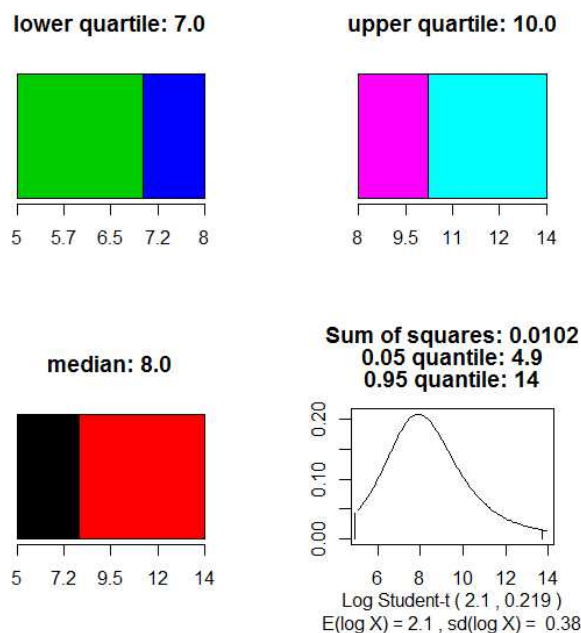 lower quartile: 7.0
5 5.7 6.5 7.2 8
upper quartile: 10.0
8 9.5 11 12 14
median: 8.0
5 7.2 9.5 12 14
Sum of squares: 0.0102
0.05 quantile: 4.9
0.95 quantile: 14
0.20
0.10
0.00
6 8 10 12 14
Log Student-t ( 2.1 , 0.219 )
E(log X) = 2.1 , sd(log X) = 0.38